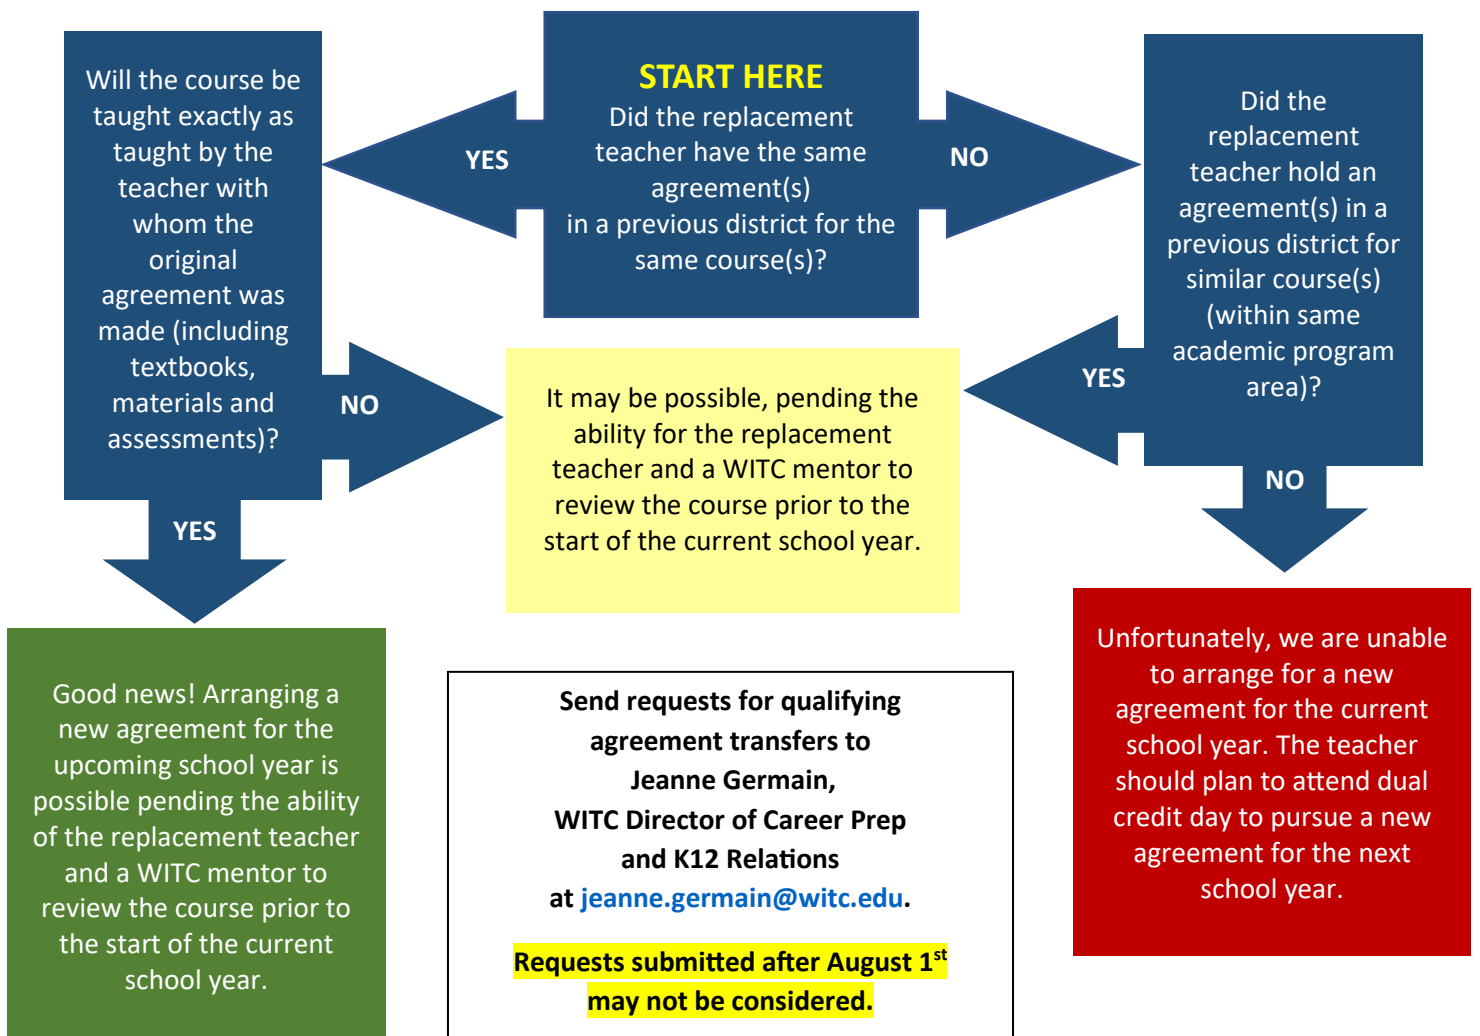 START HERE
Did the replacement
teacher have the same
agreement(s)
in a previous district for the
same course(s)?
YES
NO
Will the course be
taught exactly as
taught by the
teacher with
whom the
original
agreement was
made (including
textbooks,
materials and
assessments)?
NO
YES
Did the
replacement
teacher hold an
agreement(s) in a
previous district for
similar course(s)
(within same
academic program
area)?
YES
NO
It may be possible, pending the
ability for the replacement
teacher and a WITC mentor to
review the course prior to the
start of the current school year.
Good news! Arranging a
new agreement for the
upcoming school year is
possible pending the ability
of the replacement teacher
and a WITC mentor to
review the course prior to
the start of the current
school year.
Send requests for qualifying
agreement transfers to
Jeanne Germain,
WITC Director of Career Prep
and K12 Relations
at jeanne.germain@witc.edu.
Requests submitted after August 1st
may not be considered.
Unfortunately, we are unable
to arrange for a new
agreement for the current
school year. The teacher
should plan to attend dual
credit day to pursue a new
agreement for the next
school year.